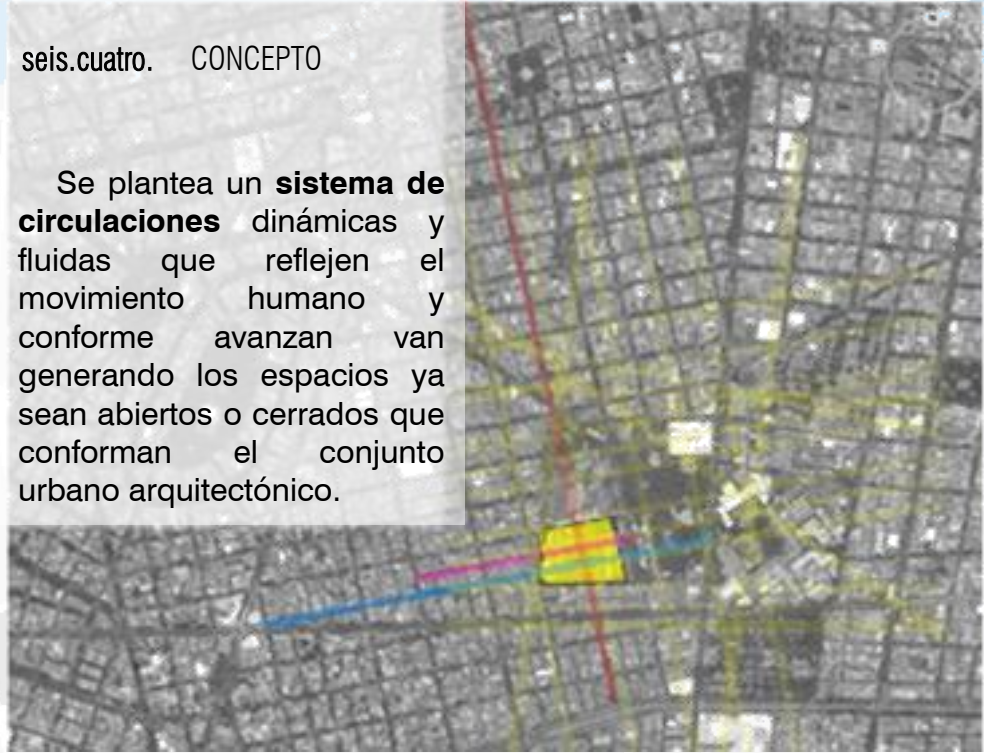 seis.cuatro. CONCEPTO
Se plantea un sistema de
circulaciones dinámicas y
fluidas que reflejen el
movimiento humano y
conforme avanzan van
generando los espacios ya
sean abiertos o cerrados que
conforman el conjunto
urbano arquitectónico.